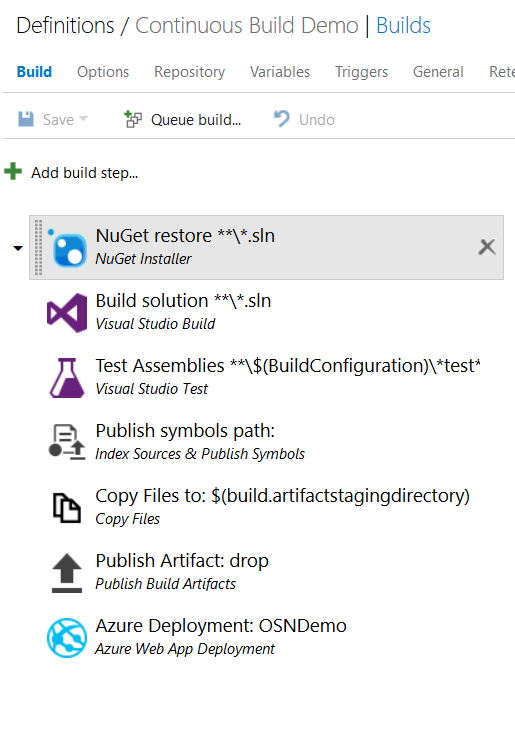 Definitions / Continuous Build Demo | Builds
Build Options Repository Variables Triggers General Rete
Save Queue build... Undo
Add build step...
NuGet restore **\*.sln
NuGet Installer
Build solution **\*.sln
Visual Studio Build
Test Assemblies **\$(BuildConfiguration)\*test*
Visual Studio Test
Publish symbols path:
Index Sources & Publish Symbols
Copy Files to: $(build.artifactstagingdirectory)
Copy Files
Publish Artifact: drop
Publish Build Artifacts
Azure Deployment: OSNDemo
Azure Web App Deployment